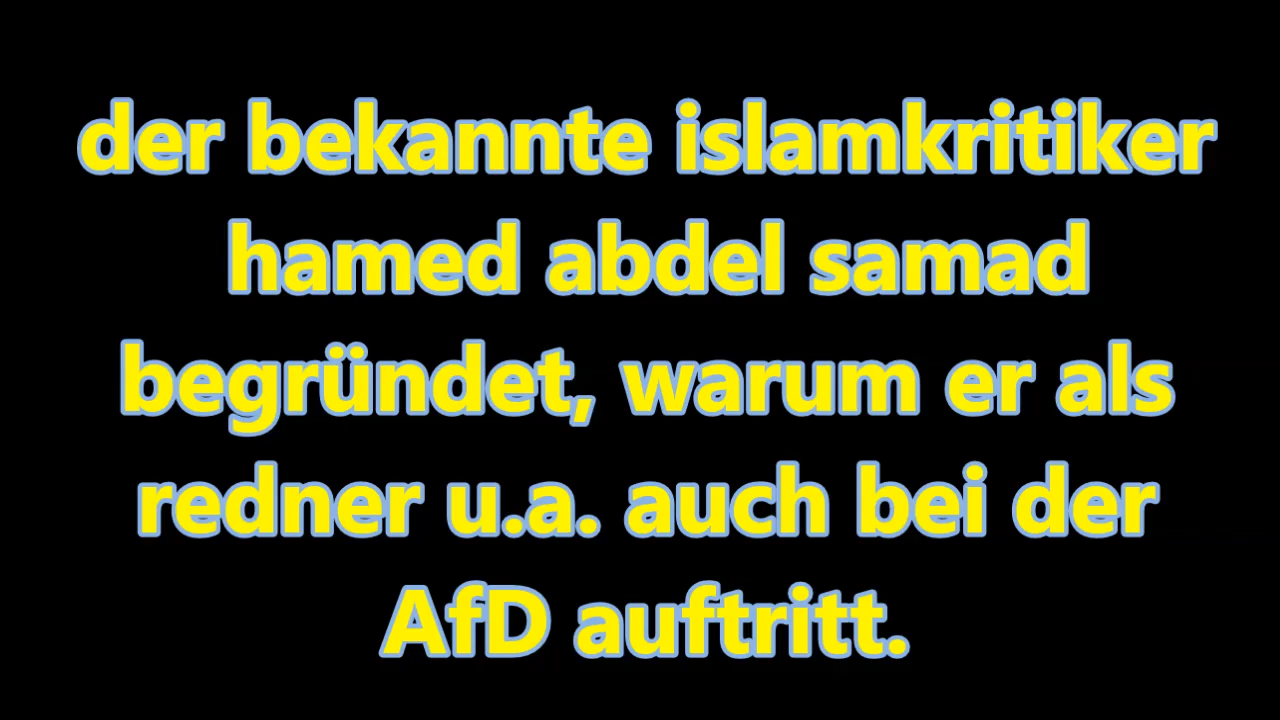 der bekannte islamkritiker
hamed abdel samad
begründet, warum er als
redner u.a. auch bei der
AfD auftritt.